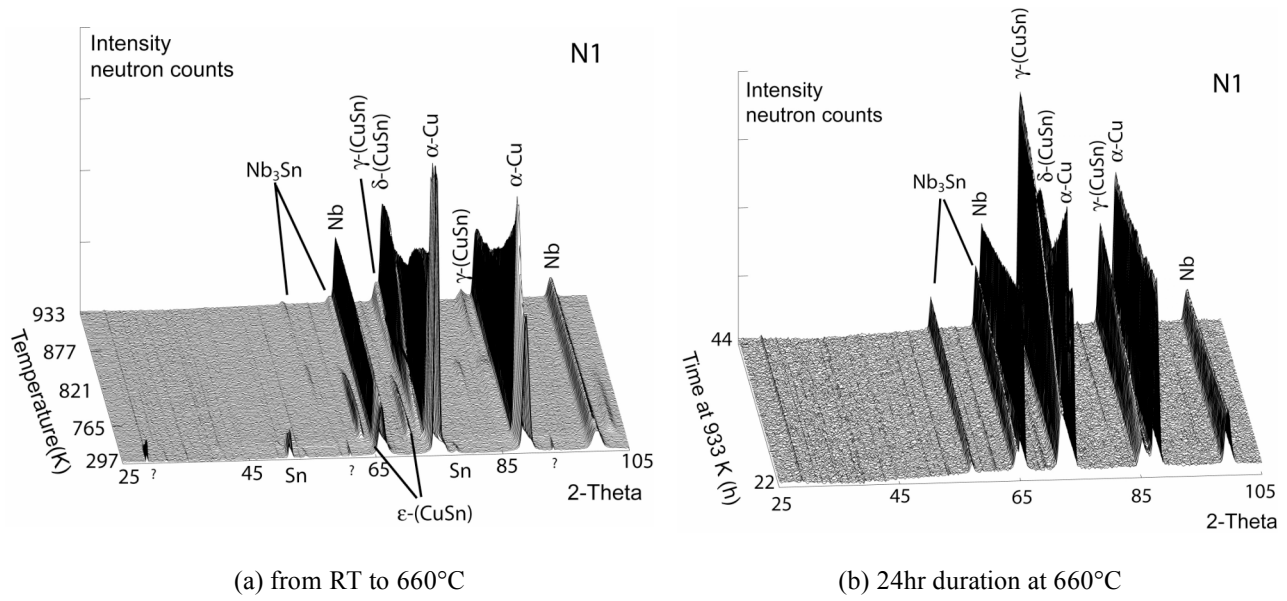 Intensity
neutron counts
N1
Nb₃Sn
Nb
γ-(CuSn)
δ-(CuSn)
α-Cu
γ-(CuSn)
α-Cu
Nb
933
877
821
765
297
Temperature(K)
25
?
45
Sn
?
65
Sn
85
?
105
2-Theta
ε-(CuSn)
(a) from RT to 660°C
Intensity
neutron counts
N1
Nb₃Sn
Nb
γ-(CuSn)
δ-(CuSn)
α-Cu
γ-(CuSn)
α-Cu
Nb
44
22
Time at 933 K (h)
25
45
65
85
105
2-Theta
(b) 24hr duration at 660°C